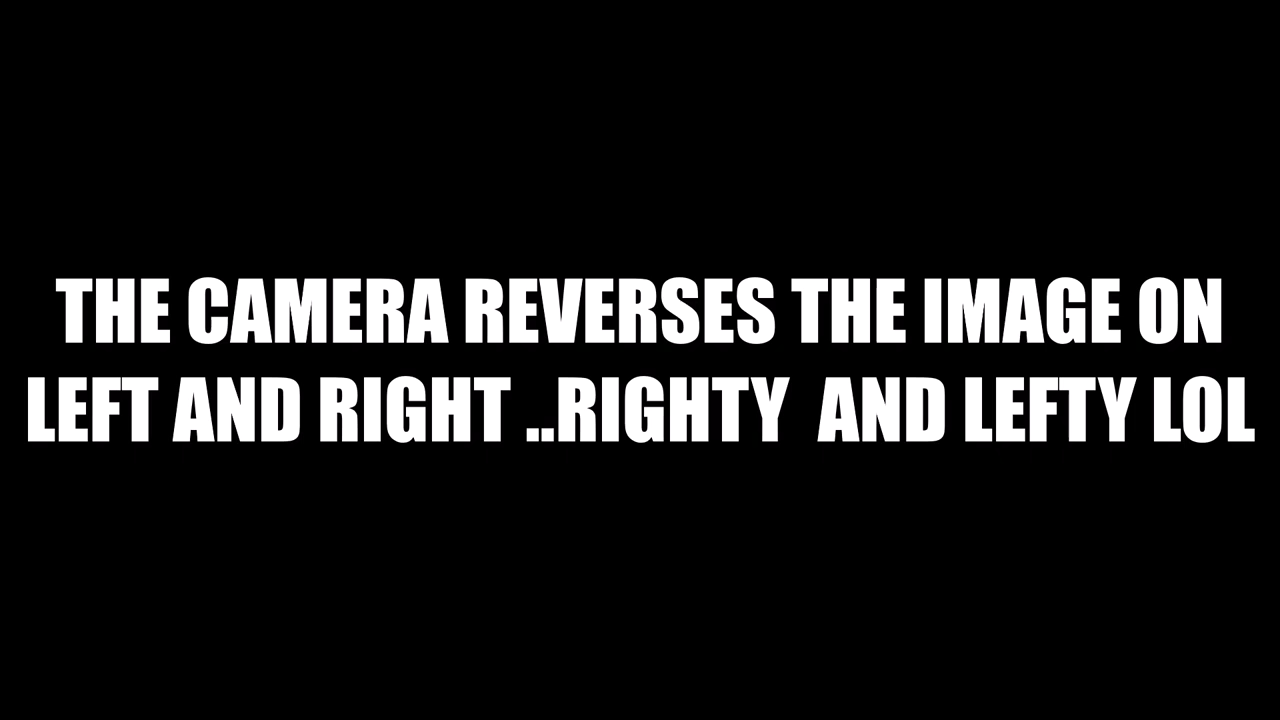 THE CAMERA REVERSES THE IMAGE ON
LEFT AND RIGHT ..RIGHTY  AND LEFTY LOL